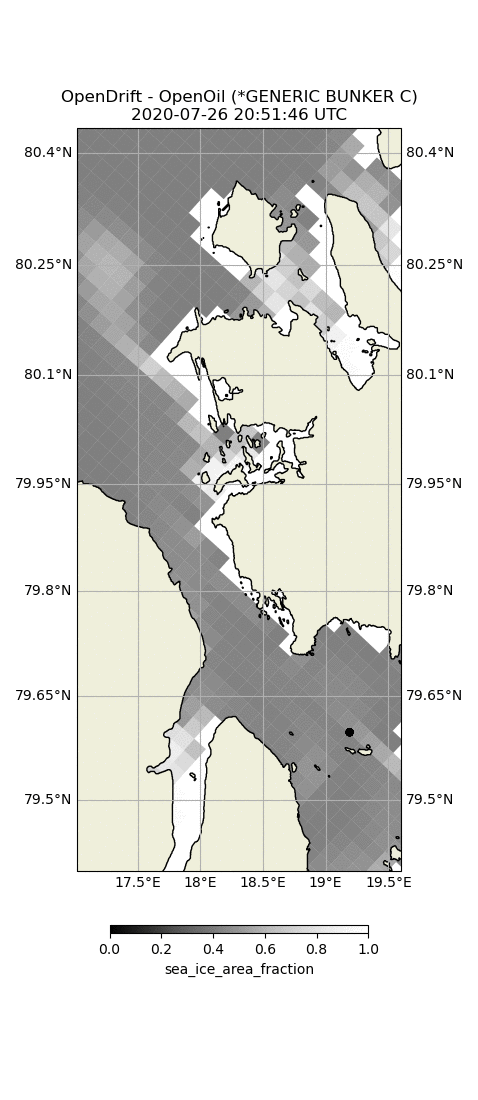 OpenDrift - OpenOil (*GENERIC BUNKER C)
2020-07-26 20:51:46 UTC
80.4°N 80.4°N
80.25°N 80.25°N
80.1°N 80.1°N
79.95°N 79.95°N
79.8°N 79.8°N
79.65°N 79.65°N
79.5°N 79.5°N
17.5°E 18°E 18.5°E 19°E 19.5°E
0.0 0.2 0.4 0.6 0.8 1.0
sea_ice_area_fraction